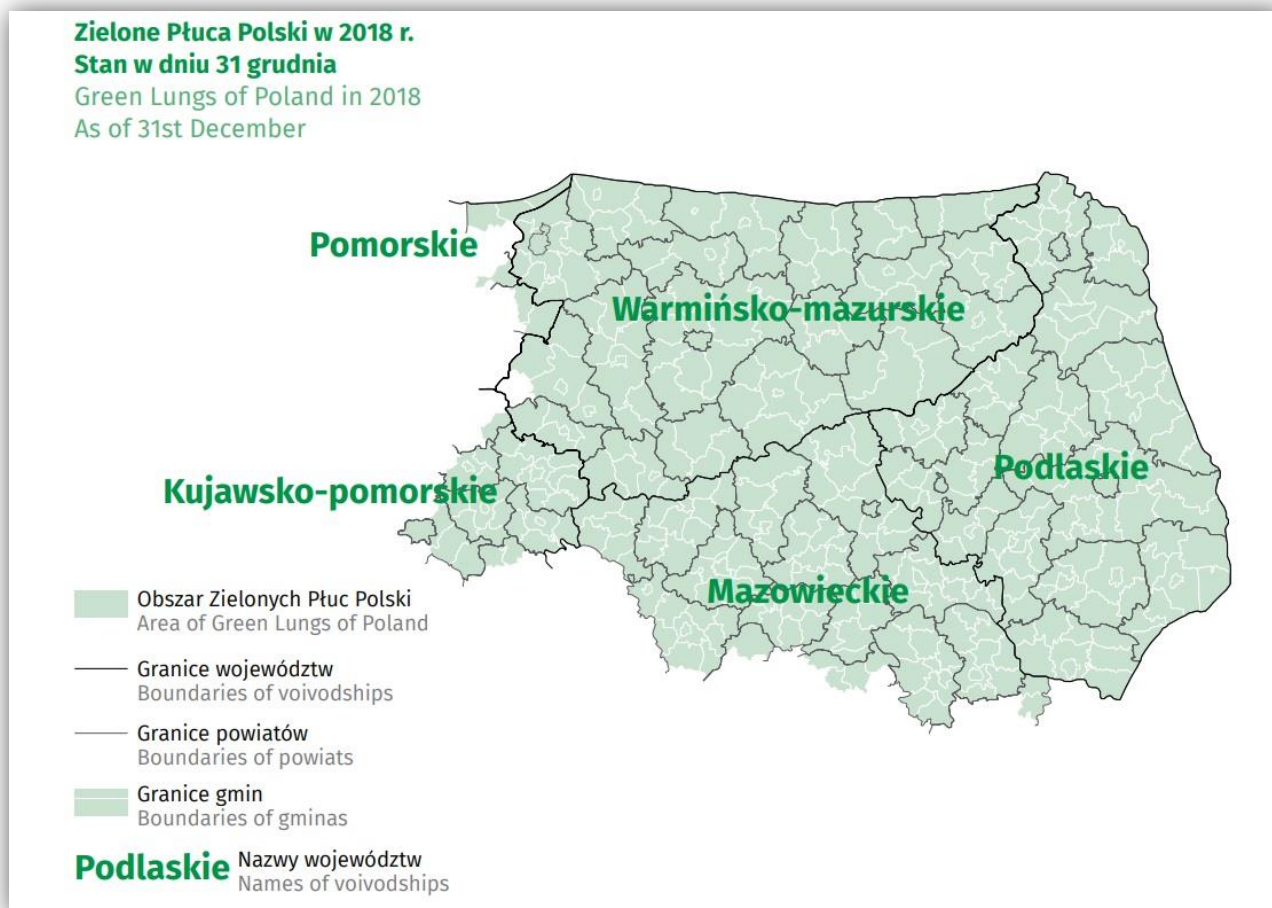 Zielone Płuca Polski w 2018 r.
Stan w dniu 31 grudnia
Green Lungs of Poland in 2018
As of 31st December
Pomorskie
Warmińsko-mazurskie
Podlaskie
Kujawsko-pomorskie
Mazowieckie
Obszar Zielonych Płuc Polski
Area of Green Lungs of Poland
Granice województw
Boundaries of voivodships
Granice powiatów
Boundaries of powiats
Granice gmin
Boundaries of gminas
Podlaskie Nazwy województw
Names of voivodships